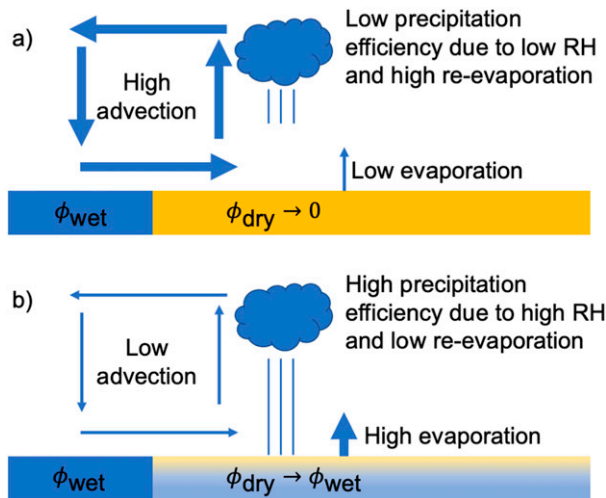 a)
Low precipitation
efficiency due to low RH
and high re-evaporation
High
advection
Low evaporation
ϕwet
ϕdry → 0
b)
High precipitation
efficiency due to high RH
and low re-evaporation
Low
advection
High evaporation
ϕwet
ϕdry → ϕwet